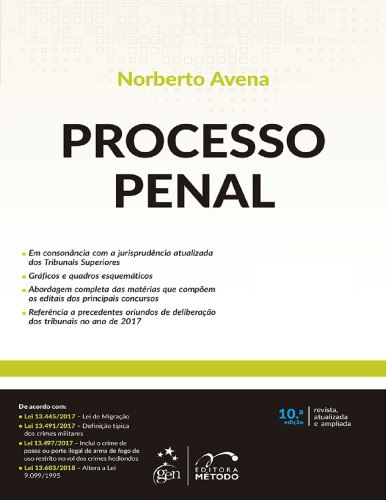 Norberto Avena
PROCESSO
PENAL
Em consonância com a jurisprudência atualizada
dos Tribunais Superiores
Gráficos e quadros esquemáticos
Abordagem completa das matérias que compõem
os editais dos principais concursos
Referência a precedentes oriundos de deliberação
dos tribunais no ano de 2017
De acordo com:
• Lei 13.445/2017 – Lei de Migração
• Lei 13.491/2017 – Definição típica
dos crimes militares
• Lei 13.497/2017 – Inclui o crime de
posse ou porte ilegal de arma de fogo de
uso restrito no rol dos crimes hediondos
• Lei 13.603/2018 – Altera a Lei
9.099/1995
10.ª
edição
revista,
atualizada
e ampliada
gen
EDITORA
MÉTODO